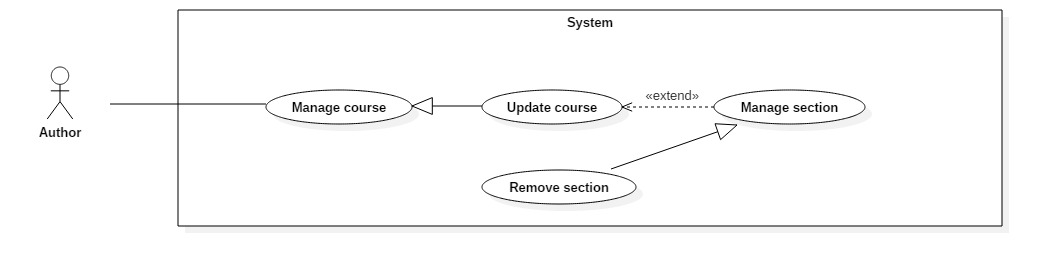 System
Author
Manage course
Update course
«extend»
Manage section
Remove section